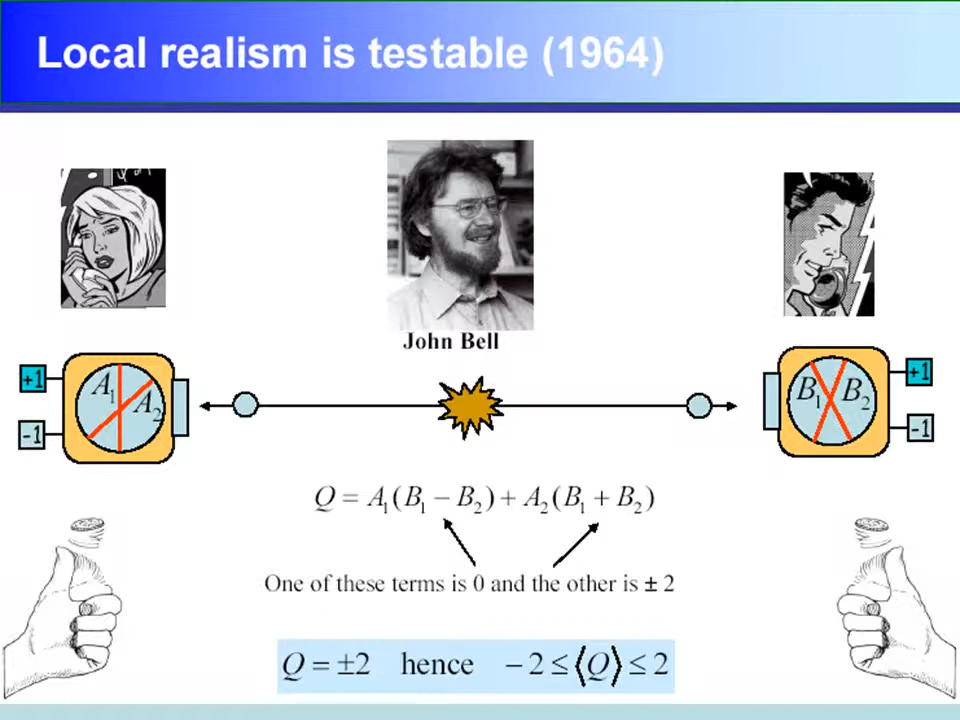 Local realism is testable (1964)
John Bell
+1
-1
A₁
A₂
B₁
B₂
+1
-1
Q = A₁(B₁ − B₂) + A₂(B₁ + B₂)
One of these terms is 0 and the other is ± 2
Q = ±2 hence − 2 ≤ ⟨Q⟩ ≤ 2